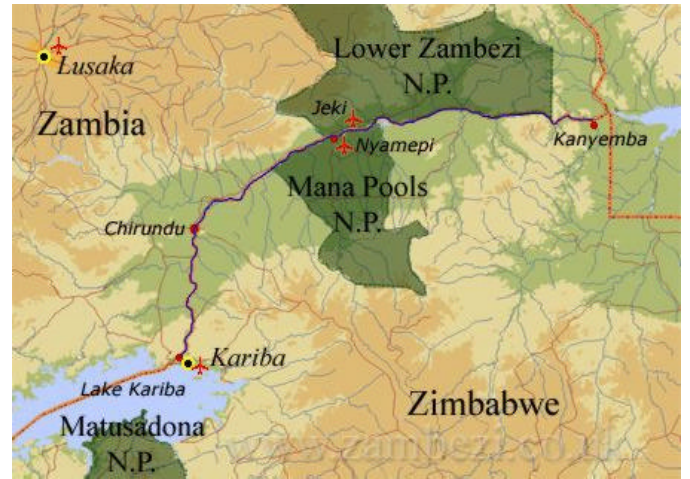 Lower Zambezi
N.P.
Lusaka
Jeki
Zambia
Nyamepi
Kanyemba
Mana Pools
N.P.
Chirundu
Kariba
Lake Kariba
Zimbabwe
Matusadona
N.P.
www.zambezi.co.uk